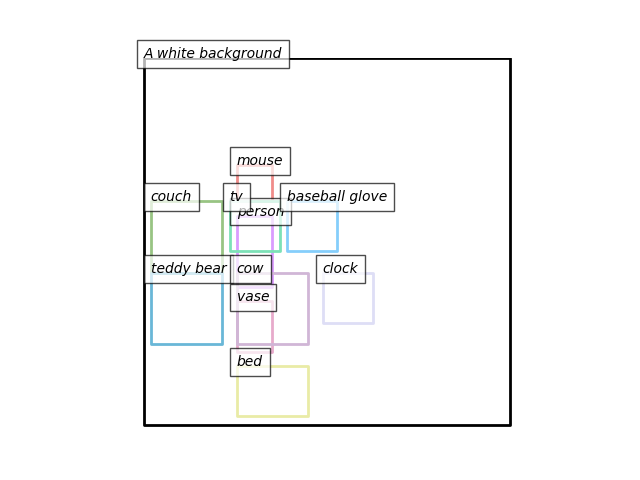 A white background
mouse
couch
tv
baseball glove
person
teddy bear
cow
clock
vase
bed